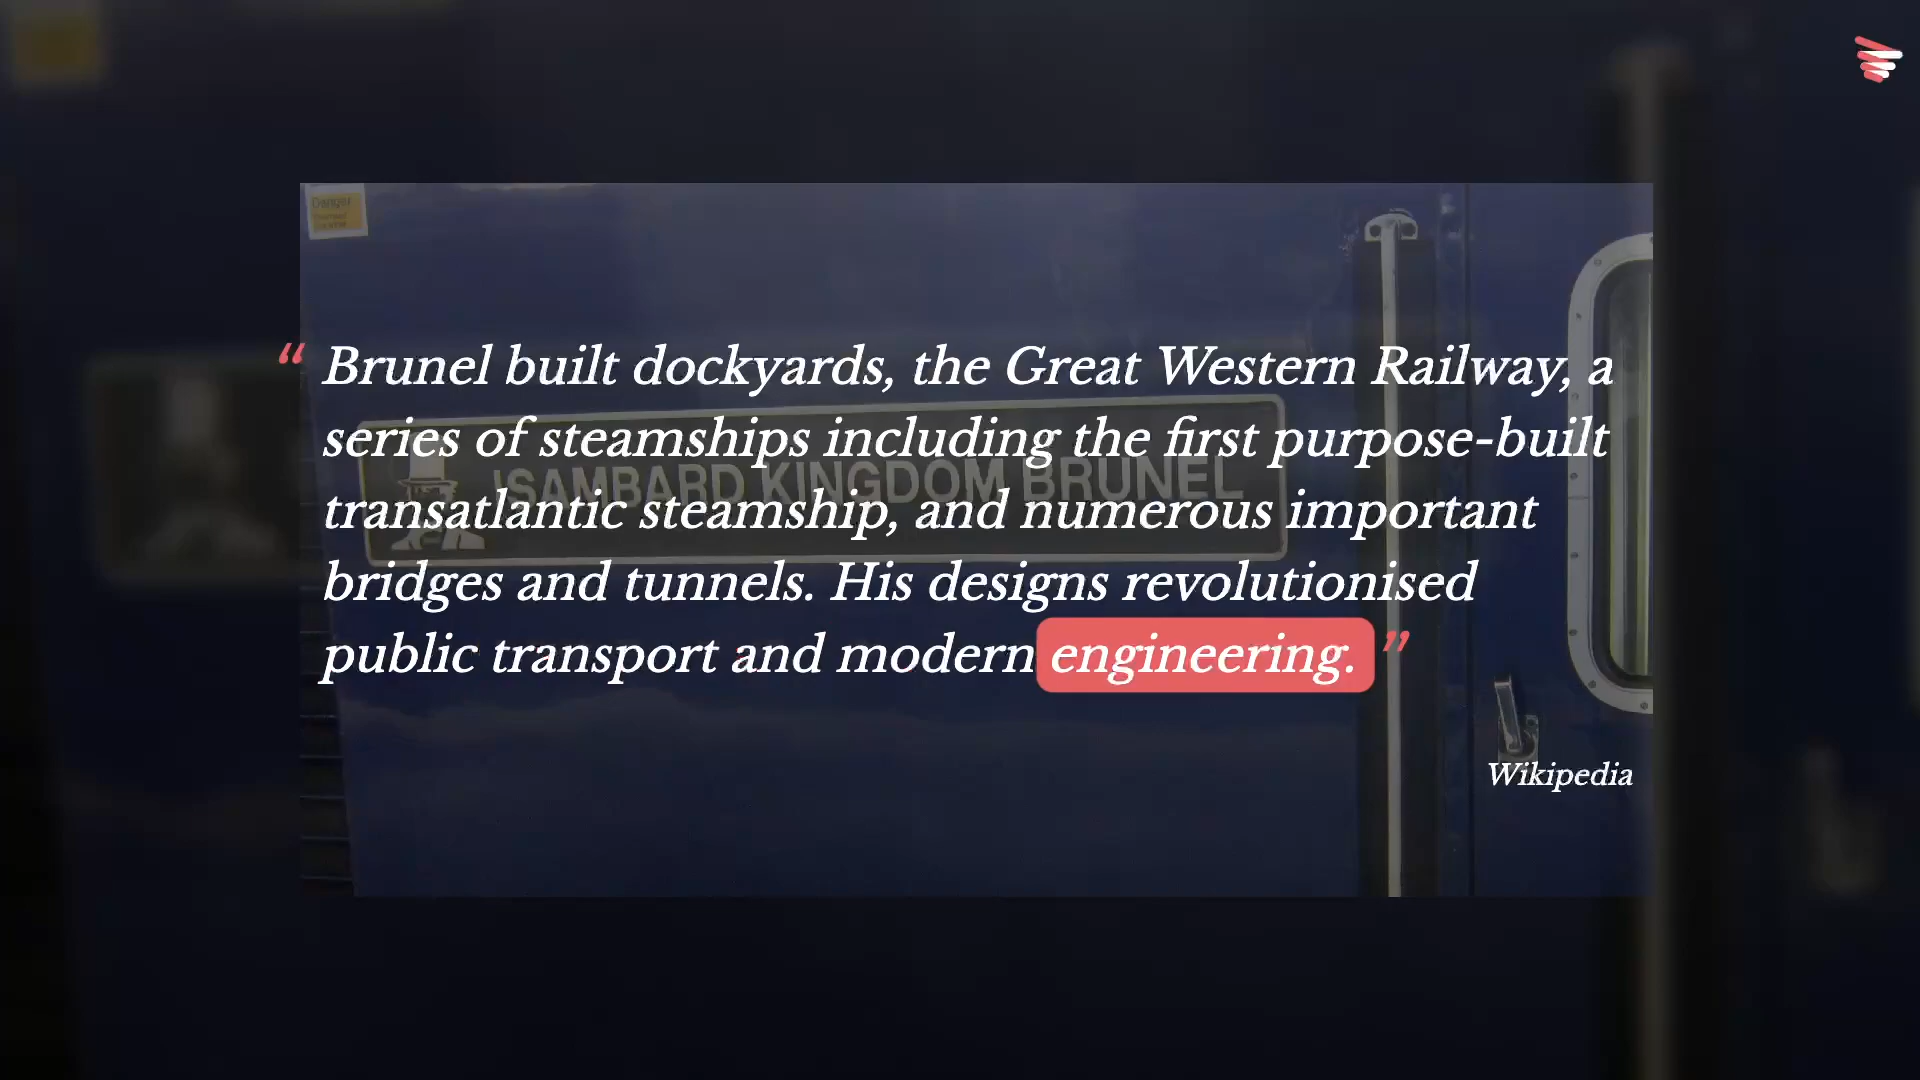 Danger
“ Brunel built dockyards, the Great Western Railway, a
series of steamships including the first purpose-built
transatlantic steamship, and numerous important
bridges and tunnels. His designs revolutionised
public transport and modern engineering. ”
ISAMBARD KINGDOM BRUNEL
Wikipedia